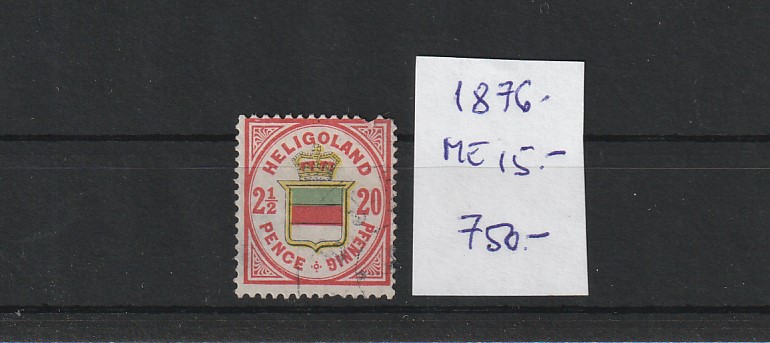 HELIGOLAND
2½ 20
PENCE PFENNIG
1876.
ME 15.-
750.-